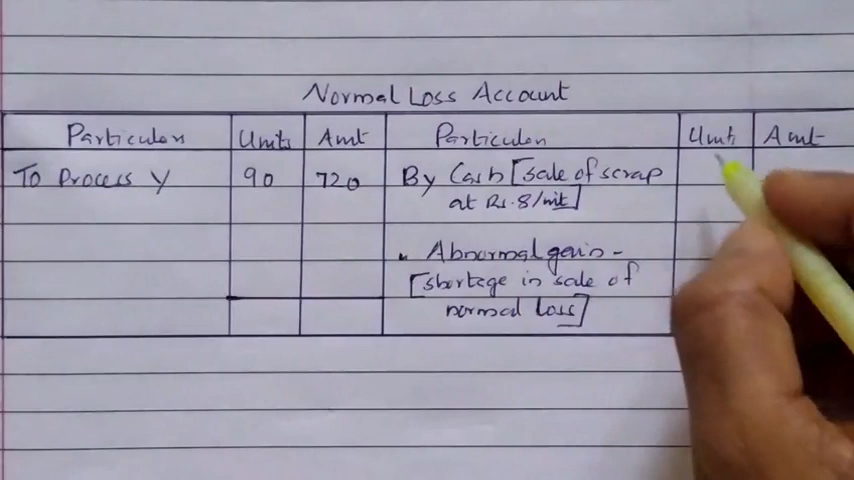 Normal Loss Account
Particulars Units Amt Particulars Units Amt
To Process Y 90 720 By Cash [sale of scrap
at Rs.8/unit]
Abnormal gain -
[shortage in sale of
normal loss]